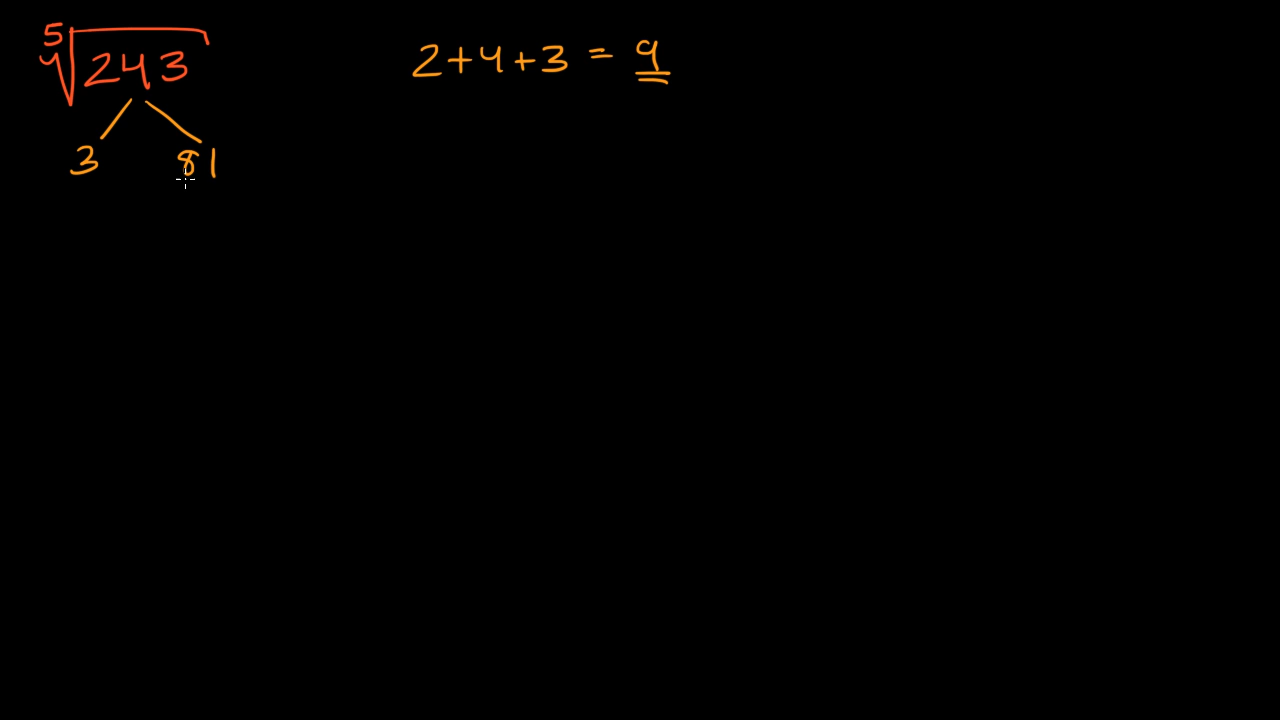 ⁵√243
2+4+3 = 9
3 81